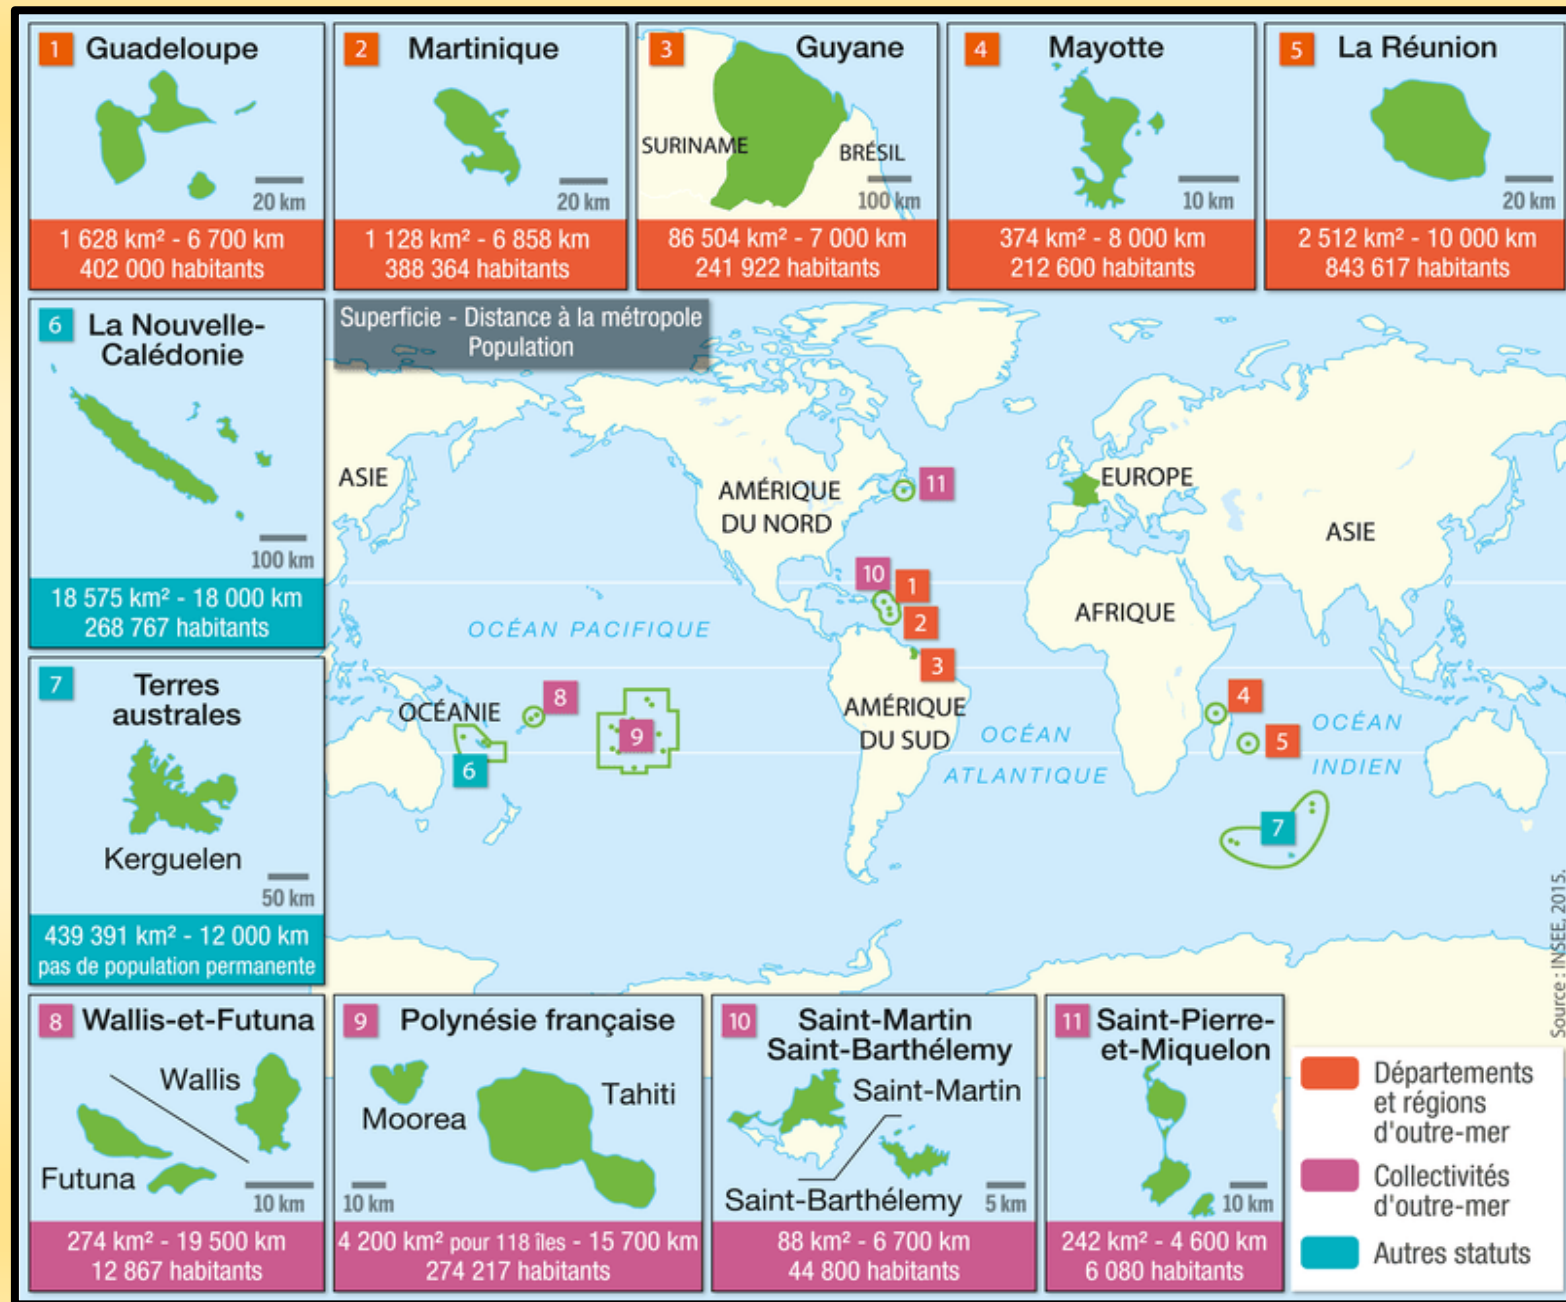 1 Guadeloupe
20 km
1 628 km² - 6 700 km
402 000 habitants
2 Martinique
20 km
1 128 km² - 6 858 km
388 364 habitants
3 Guyane
SURINAME
BRÉSIL
100 km
86 504 km² - 7 000 km
241 922 habitants
4 Mayotte
10 km
374 km² - 8 000 km
212 600 habitants
5 La Réunion
20 km
2 512 km² - 10 000 km
843 617 habitants
6 La Nouvelle-
Calédonie
100 km
18 575 km² - 18 000 km
268 767 habitants
Superficie - Distance à la métropole
Population
7 Terres
australes
Kerguelen
50 km
439 391 km² - 12 000 km
pas de population permanente
ASIE
AMÉRIQUE
DU NORD
11
EUROPE
ASIE
10
1
2
AFRIQUE
OCÉAN PACIFIQUE
3
OCÉANIE
8
9
6
AMÉRIQUE
DU SUD
OCÉAN
ATLANTIQUE
4
5
OCÉAN
INDIEN
7
Source : INSEE, 2015.
8 Wallis-et-Futuna
Wallis
Futuna
10 km
274 km² - 19 500 km
12 867 habitants
9 Polynésie française
Moorea
Tahiti
10 km
4 200 km² pour 118 îles - 15 700 km
274 217 habitants
10 Saint-Martin
Saint-Barthélemy
Saint-Martin
Saint-Barthélemy
5 km
88 km² - 6 700 km
44 800 habitants
11 Saint-Pierre-
et-Miquelon
10 km
242 km² - 4 600 km
6 080 habitants
Départements
et régions
d'outre-mer
Collectivités
d'outre-mer
Autres statuts